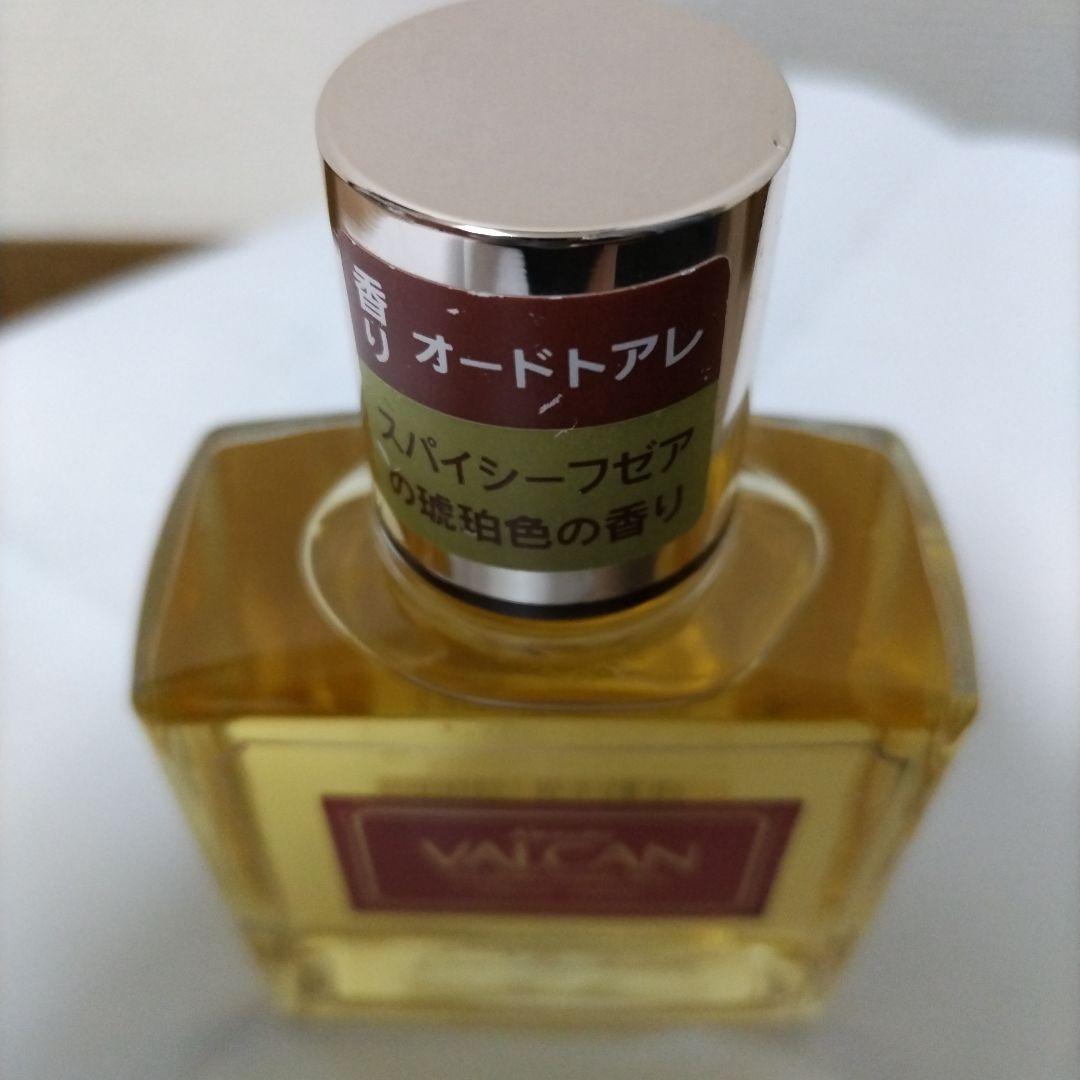 香り
オードトアレ
スパイシーフゼア
の琥珀色の香り
VALCAN